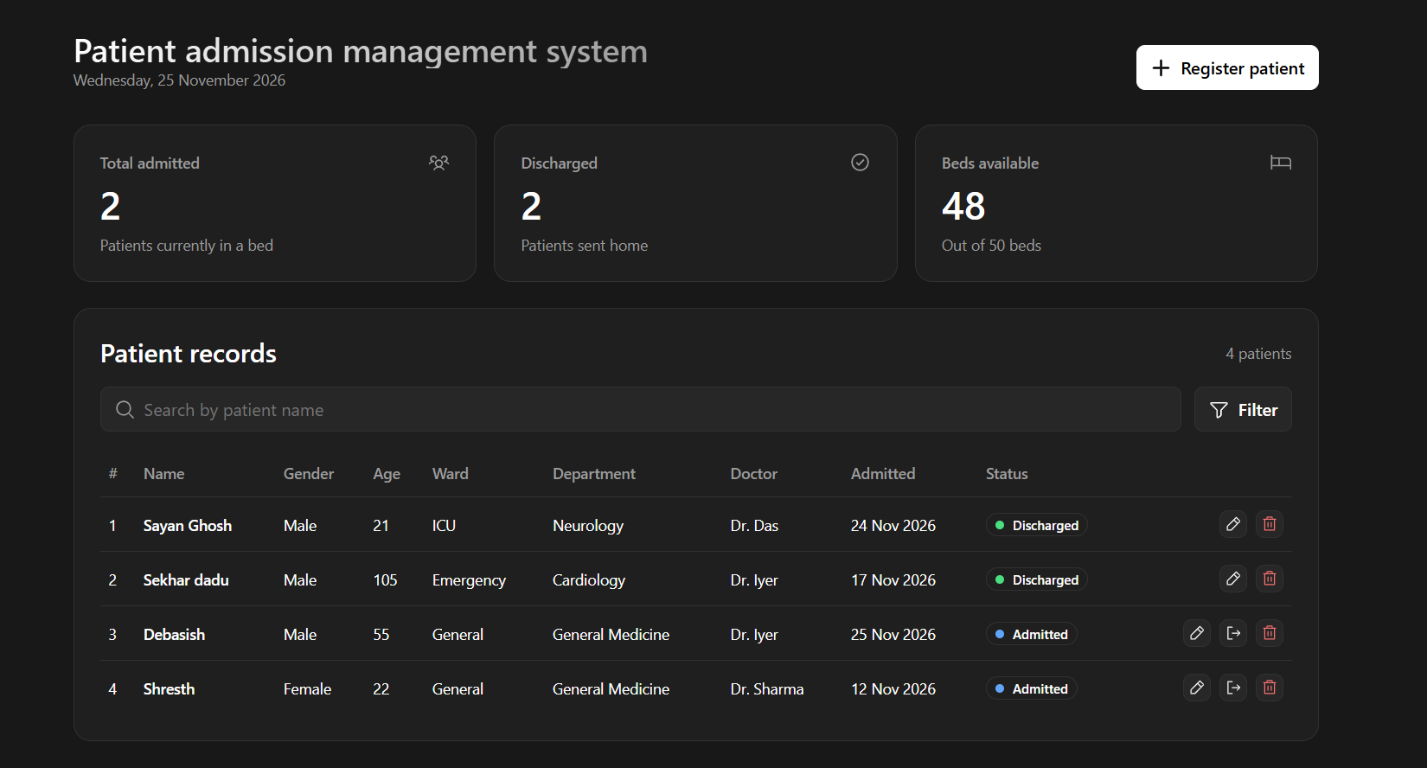 Patient admission management system
Wednesday, 25 November 2026
Register patient
Total admitted
2
Patients currently in a bed
Discharged
2
Patients sent home
Beds available
48
Out of 50 beds
Patient records
4 patients
Search by patient name
Filter
# Name Gender Age Ward Department Doctor Admitted Status
1 Sayan Ghosh Male 21 ICU Neurology Dr. Das 24 Nov 2026 Discharged
2 Sekhar dadu Male 105 Emergency Cardiology Dr. Iyer 17 Nov 2026 Discharged
3 Debasish Male 55 General General Medicine Dr. Iyer 25 Nov 2026 Admitted
4 Shresth Female 22 General General Medicine Dr. Sharma 12 Nov 2026 Admitted